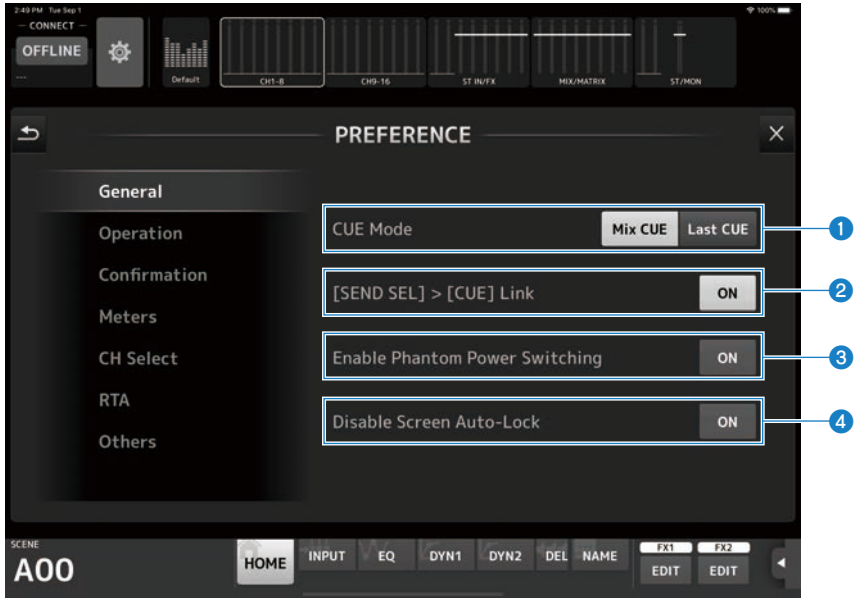 2:49 PM Tue Sep 1
100%
CONNECT
OFFLINE
---
Default
CH1-8
CH9-16
ST IN/FX
MIX/MATRIX
ST/MON
PREFERENCE
General
Operation
Confirmation
Meters
CH Select
RTA
Others
CUE Mode
Mix CUE
Last CUE
1
[SEND SEL] > [CUE] Link
ON
2
Enable Phantom Power Switching
ON
3
Disable Screen Auto-Lock
ON
4
SCENE
A00
HOME
INPUT
EQ
DYN1
DYN2
DEL
NAME
FX1
EDIT
FX2
EDIT